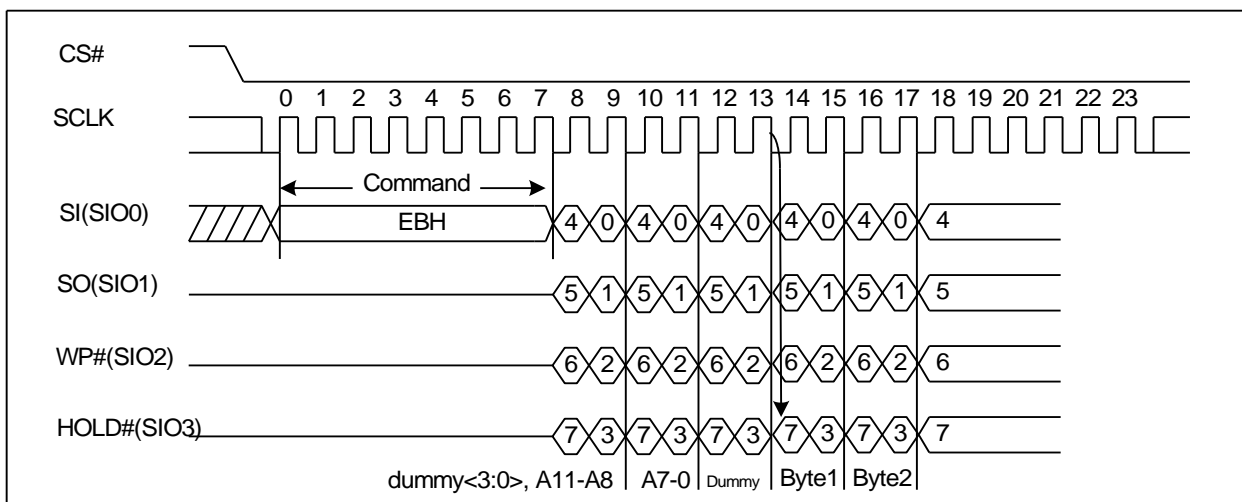 CS#
0 1 2 3 4 5 6 7 8 9 10 11 12 13 14 15 16 17 18 19 20 21 22 23
SCLK
Command
SI(SIO0) EBH 4 0 4 0 4 0 4 0 4 0 4
SO(SIO1) 5 1 5 1 5 1 5 1 5 1 5
WP#(SIO2) 6 2 6 2 6 2 6 2 6 2 6
HOLD#(SIO3) 7 3 7 3 7 3 7 3 7 3 7
dummy<3:0>, A11-A8 A7-0 Dummy Byte1 Byte2